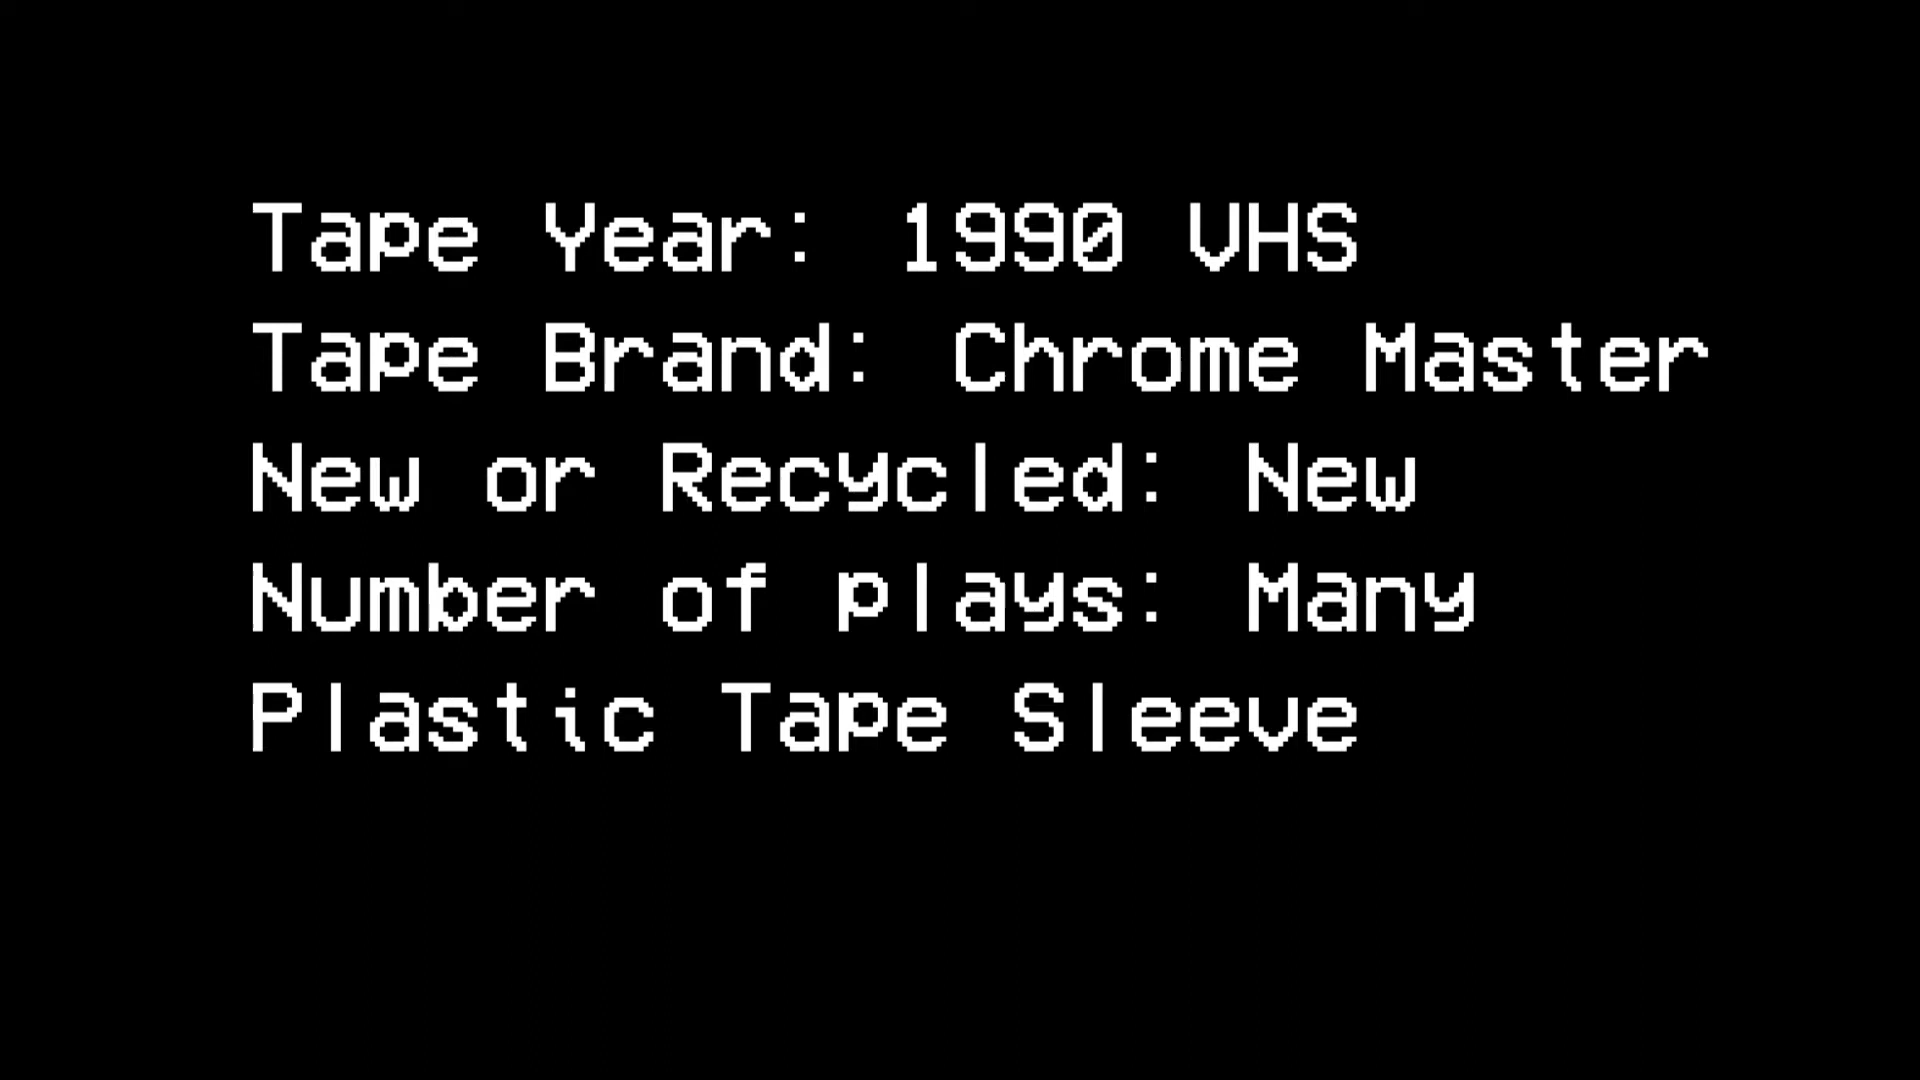 Tape Year: 1990 VHS
Tape Brand: Chrome Master
New or Recycled: New
Number of plays: Many
Plastic Tape Sleeve